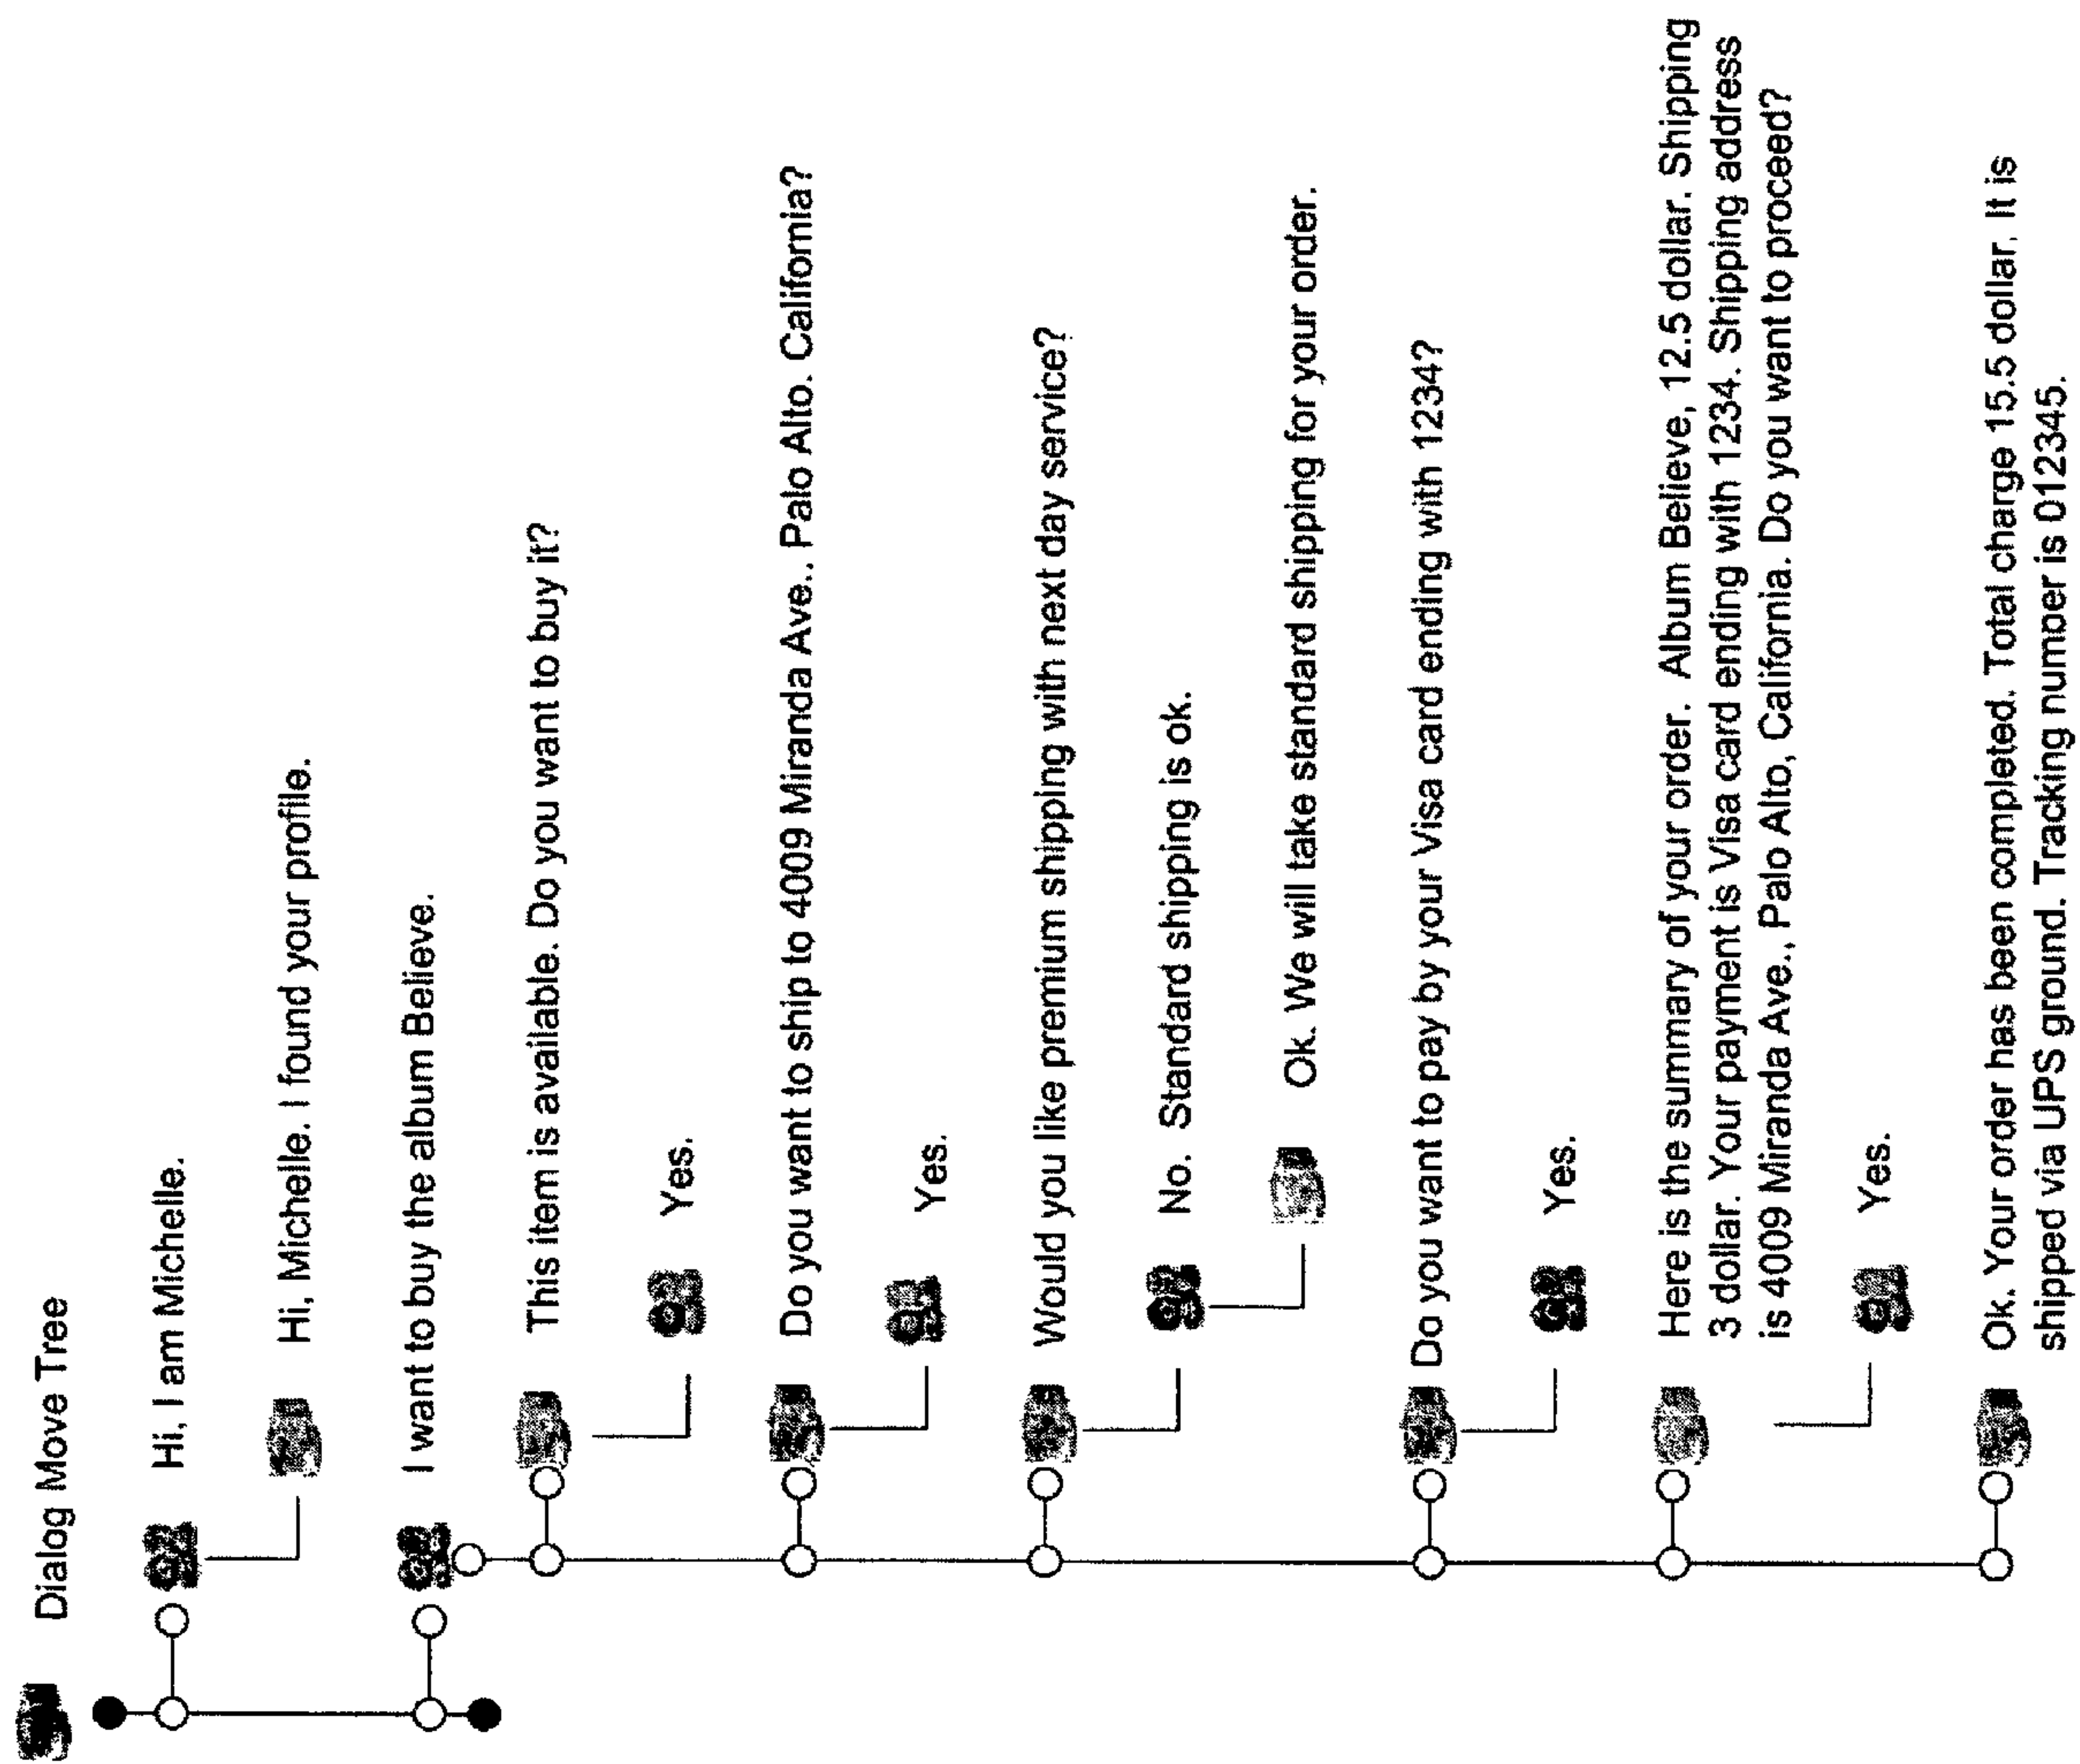 Dialog Move Tree
Hi, I am Michelle.
Hi, Michelle. I found your profile.
I want to buy the album Believe.
This item is available. Do you want to buy it?
Yes.
Do you want to ship to 4009 Miranda Ave., Palo Alto. California?
Yes.
Would you like premium shipping with next day service?
No. Standard shipping is ok.
Ok. We will take standard shipping for your order.
Do you want to pay by your Visa card ending with 1234?
Yes.
Here is the summary of your order. Album Believe, 12.5 dollar. Shipping
3 dollar. Your payment is Visa card ending with 1234. Shipping address
is 4009 Miranda Ave., Palo Alto, California. Do you want to proceed?
Yes.
Ok. Your order has been completed. Total charge 15.5 dollar. It is
shipped via UPS ground. Tracking number is 012345.